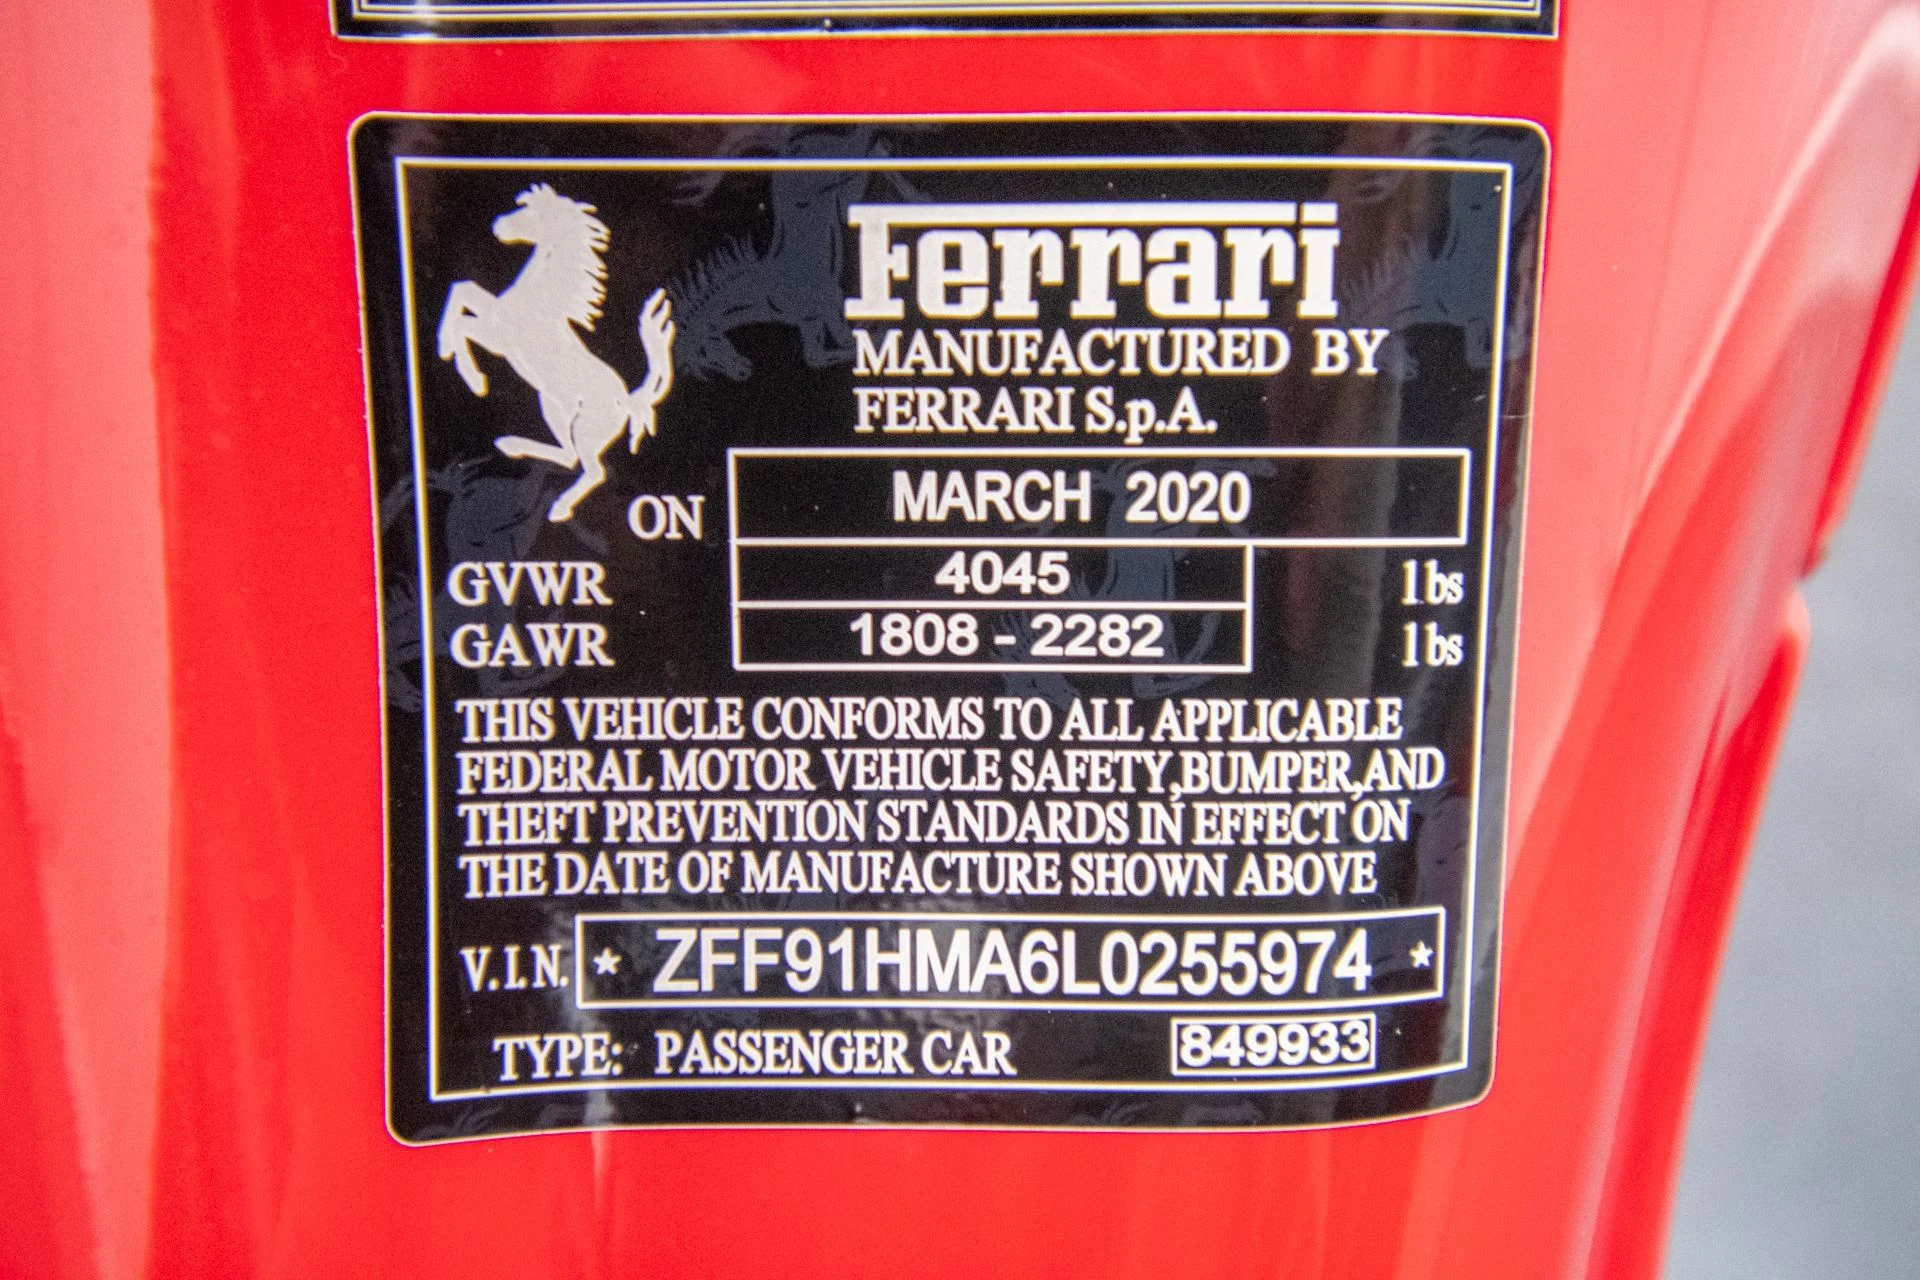 Ferrari
MANUFACTURED BY
FERRARI S.p.A.
ON MARCH 2020
GVWR 4045 lbs
GAWR 1808 - 2282 lbs
THIS VEHICLE CONFORMS TO ALL APPLICABLE
FEDERAL MOTOR VEHICLE SAFETY,BUMPER,AND
THEFT PREVENTION STANDARDS IN EFFECT ON
THE DATE OF MANUFACTURE SHOWN ABOVE
V.I.N. * ZFF91HMA6L0255974 *
TYPE: PASSENGER CAR 849933